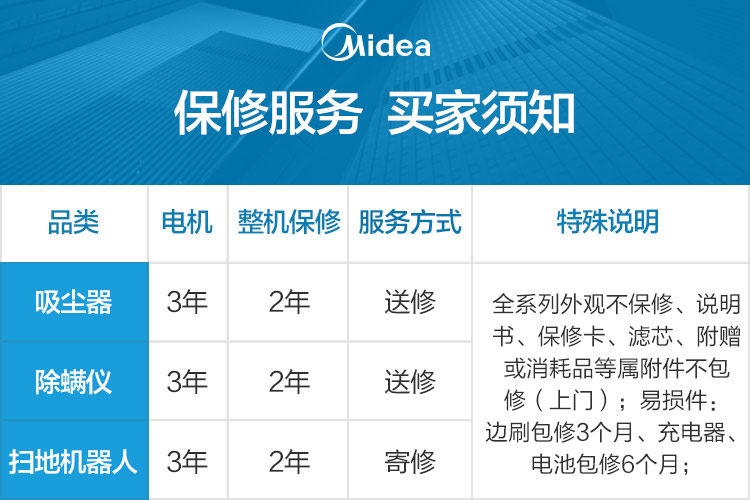 Midea
保修服务 买家须知
品类 电机 整机保修 服务方式 特殊说明
吸尘器 3年 2年 送修
除螨仪 3年 2年 送修
扫地机器人 3年 2年 寄修
全系列外观不保修、说明
书、保修卡、滤芯、附赠
或消耗品等属附件不包
修（上门）；易损件：
边刷包修3个月、充电器、
电池包修6个月；